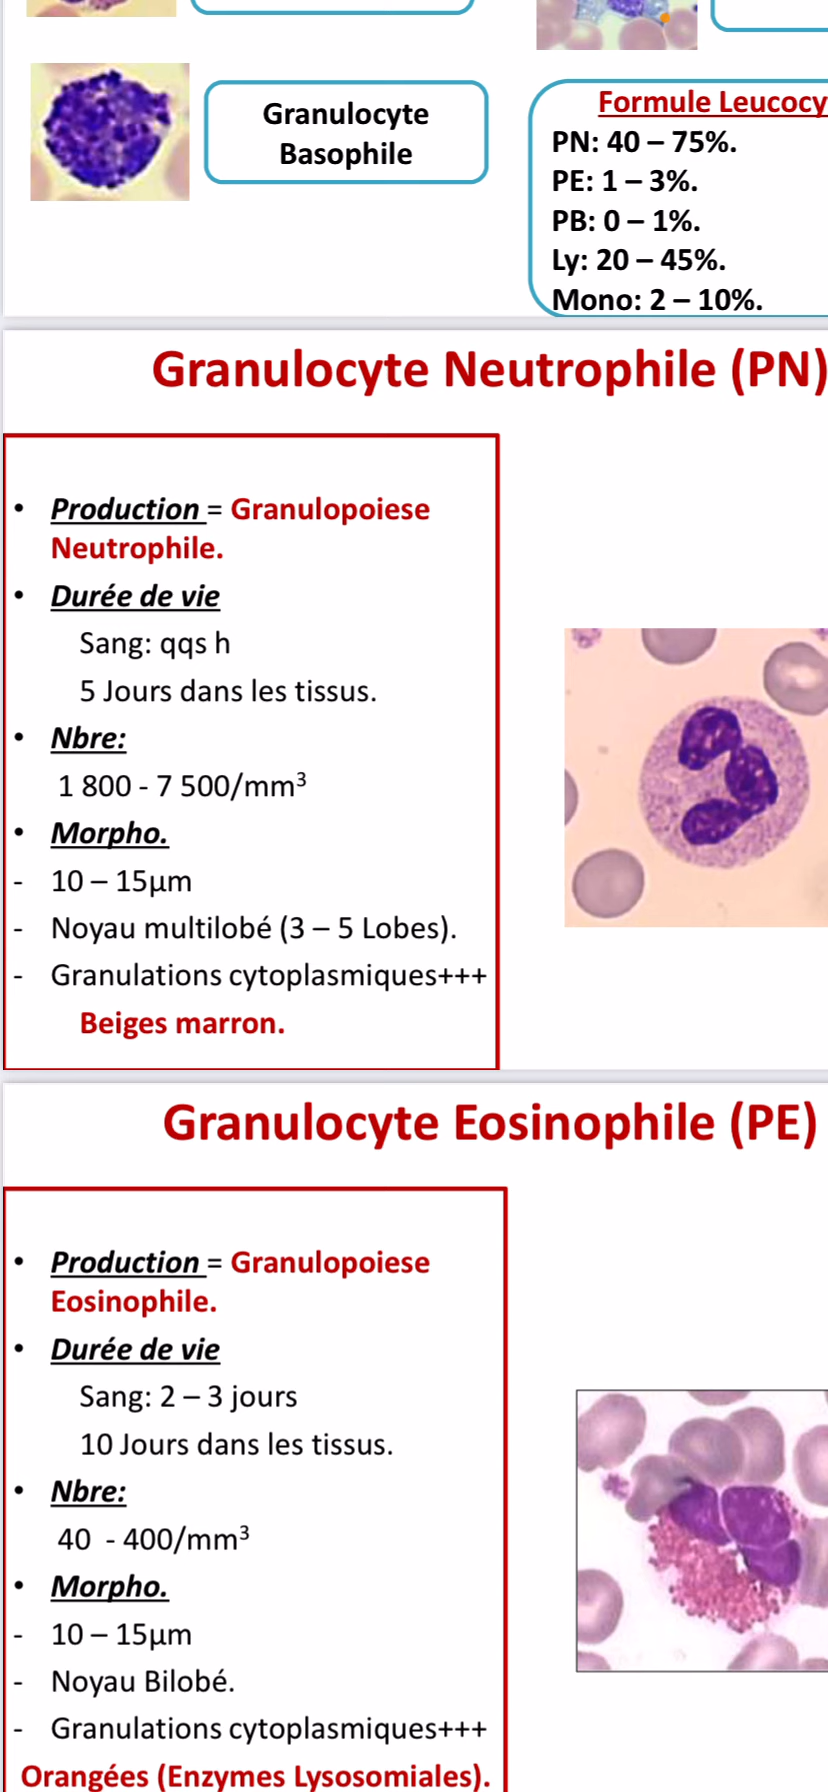 Granulocyte
Basophile
Formule Leucocy
PN: 40 – 75%.
PE: 1 – 3%.
PB: 0 – 1%.
Ly: 20 – 45%.
Mono: 2 – 10%.
Granulocyte Neutrophile (PN)
• Production = Granulopoiese
Neutrophile.
• Durée de vie
Sang: qqs h
5 Jours dans les tissus.
• Nbre:
1 800 - 7 500/mm³
• Morpho.
- 10 – 15µm
- Noyau multilobé (3 – 5 Lobes).
- Granulations cytoplasmiques+++
Beiges marron.
Granulocyte Eosinophile (PE)
• Production = Granulopoiese
Eosinophile.
• Durée de vie
Sang: 2 – 3 jours
10 Jours dans les tissus.
• Nbre:
40 - 400/mm³
• Morpho.
- 10 – 15µm
- Noyau Bilobé.
- Granulations cytoplasmiques+++
Orangées (Enzymes Lysosomiales).